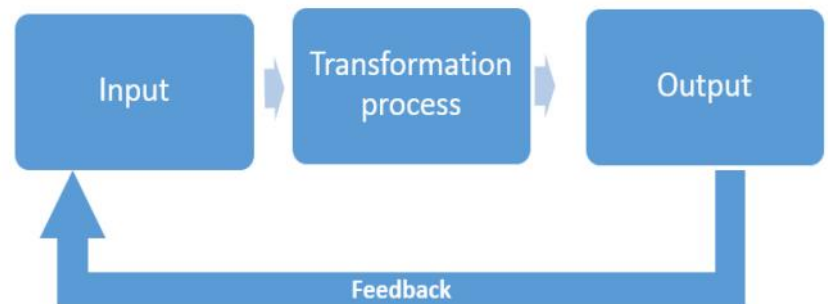 Input
Transformation
process
Output
Feedback